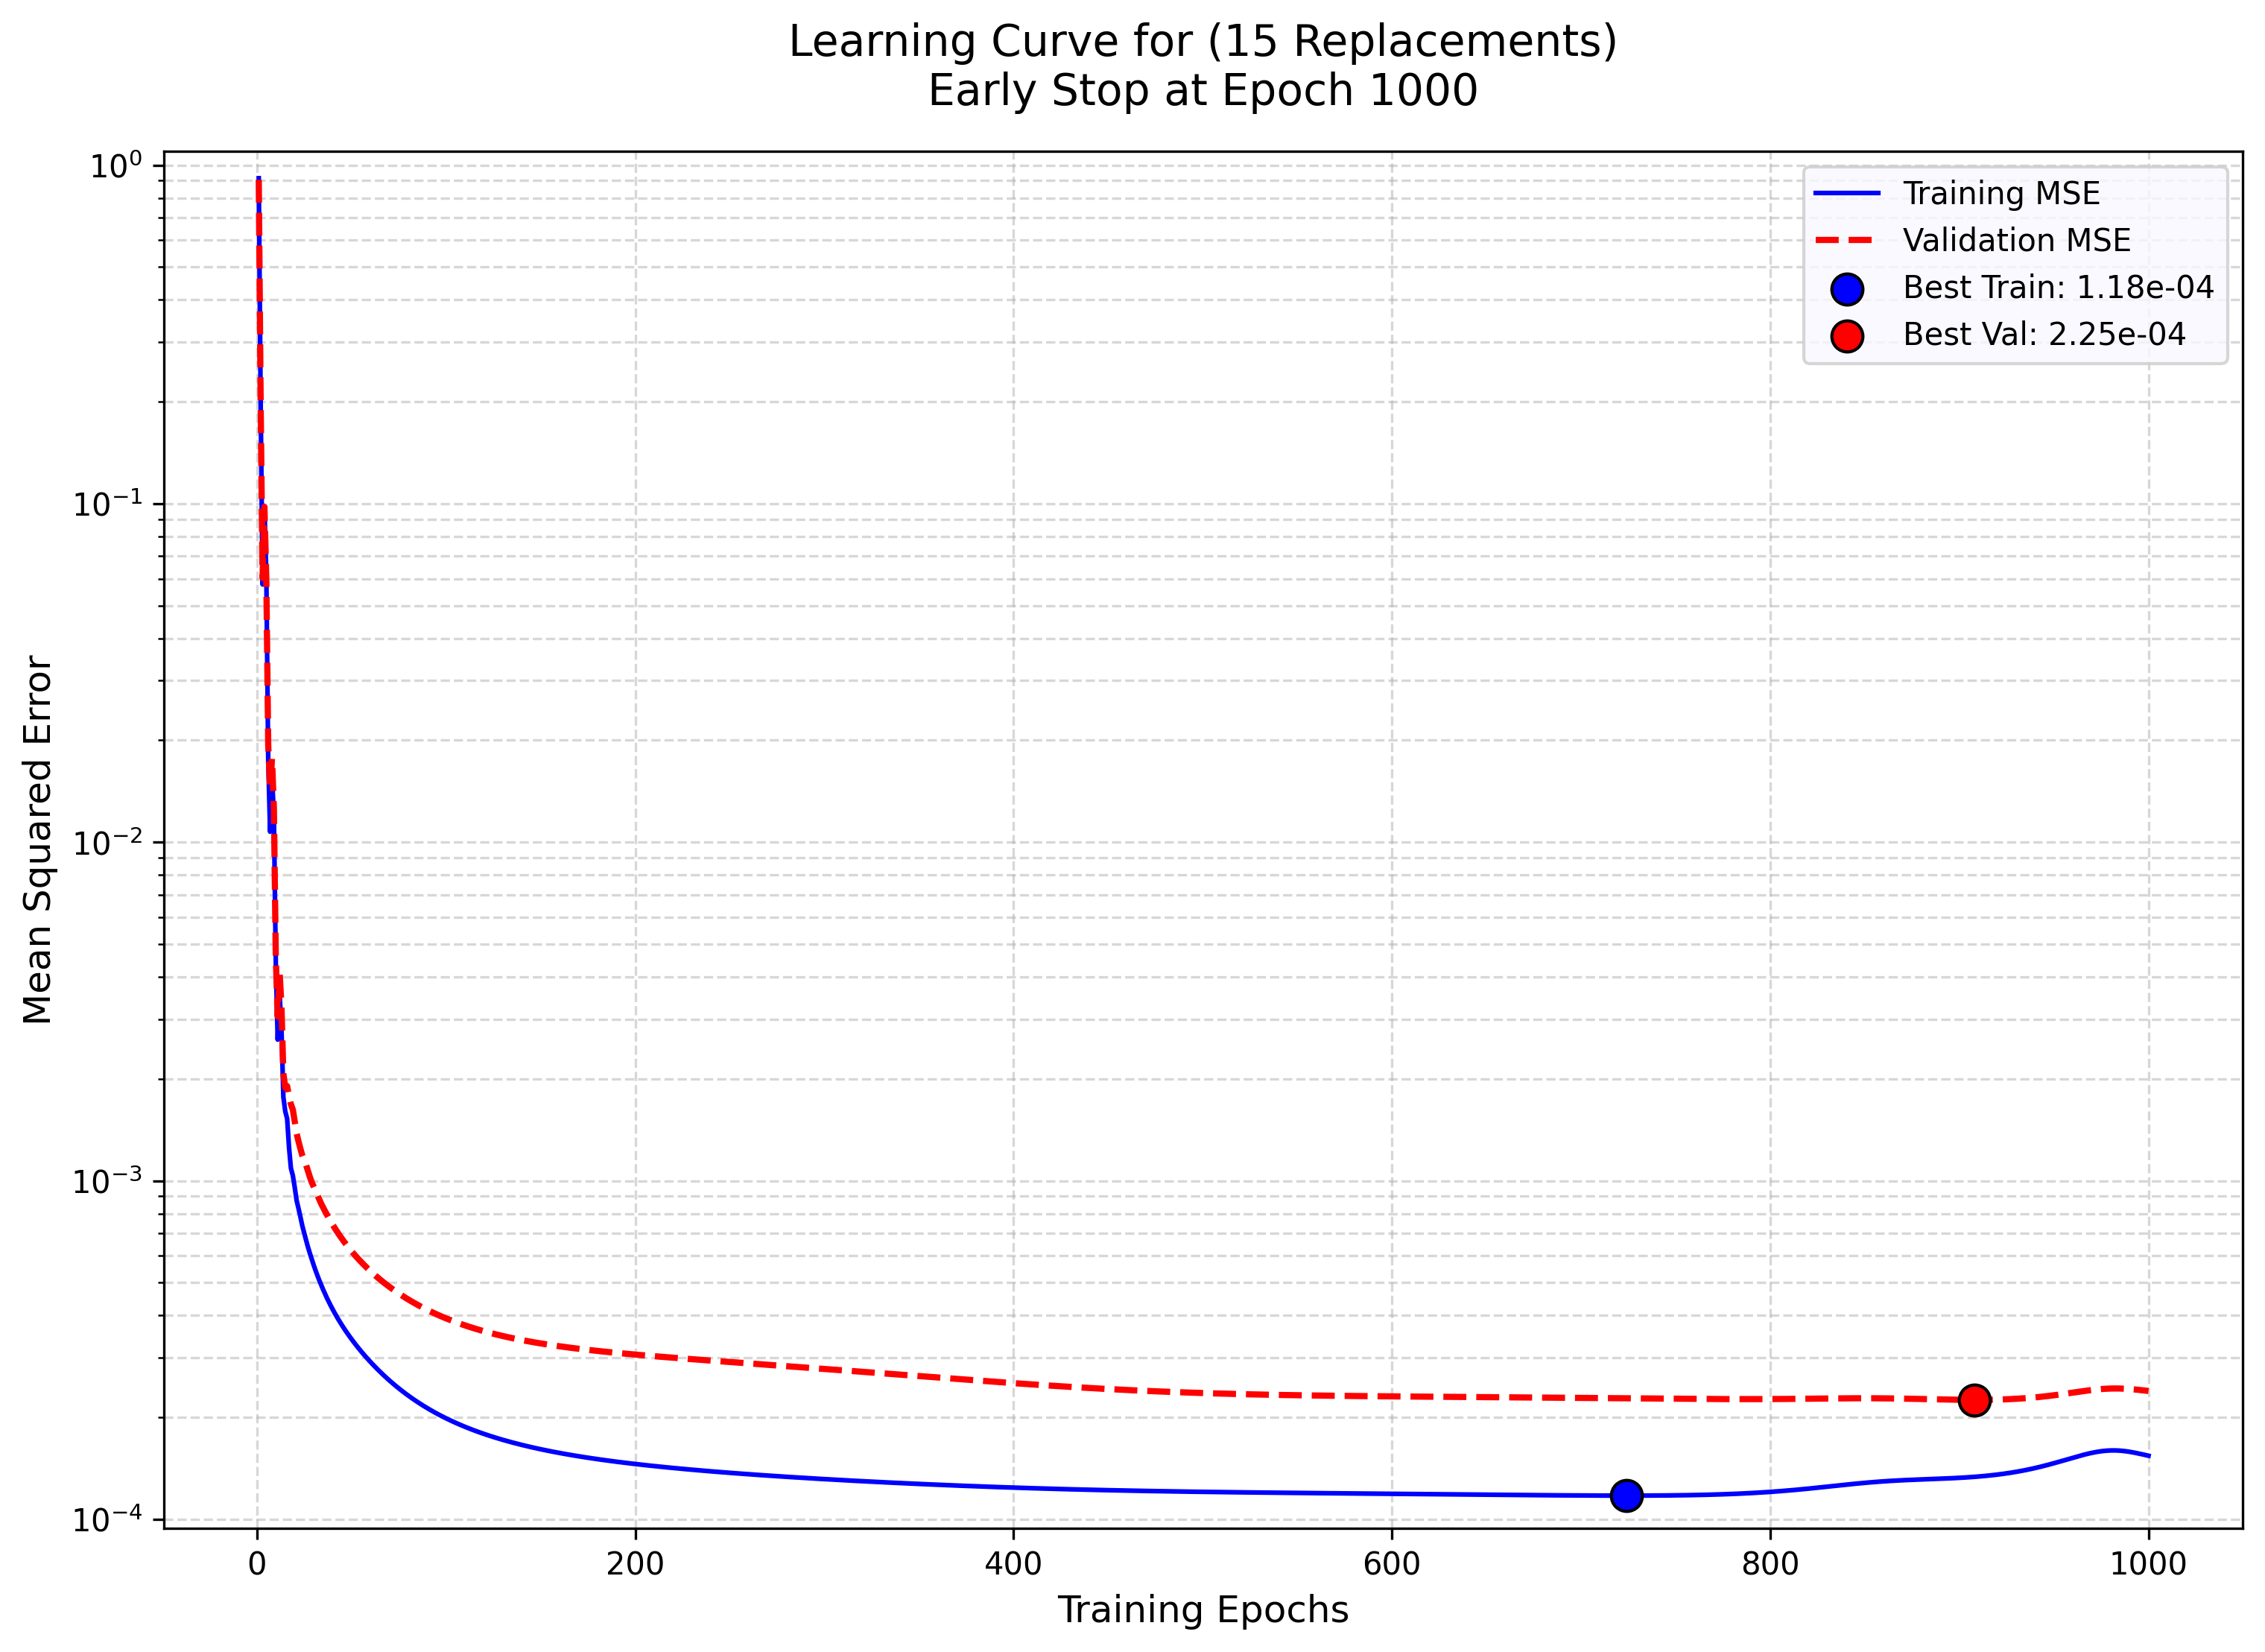 Learning Curve for (15 Replacements)
Early Stop at Epoch 1000
Training MSE
Validation MSE
Best Train: 1.18e-04
Best Val: 2.25e-04
Mean Squared Error
10⁰
10⁻¹
10⁻²
10⁻³
10⁻⁴
0 200 400 600 800 1000
Training Epochs